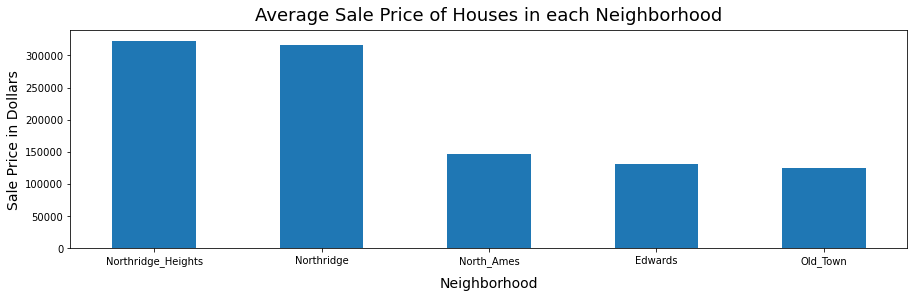 Average Sale Price of Houses in each Neighborhood
Sale Price in Dollars
300000
250000
200000
150000
100000
50000
0
Northridge_Heights
Northridge
North_Ames
Edwards
Old_Town
Neighborhood